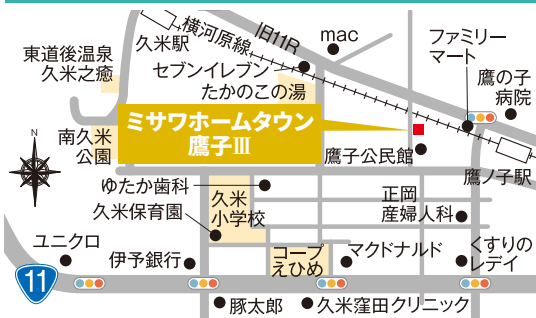 久米駅
横河原線
旧11R
mac
ファミリー
マート
東道後温泉
久米之癒
セブンイレブン
たかのこの湯
鷹の子
病院
ミサワホームタウン
鷹子Ⅲ
N
南久米
公園
鷹子公民館
鷹ノ子駅
ゆたか歯科
久米保育園
久米
小学校
正岡
産婦人科
ユニクロ
伊予銀行
コープ
えひめ
マクドナルド
くすりの
レデイ
11
豚太郎
久米窪田クリニック